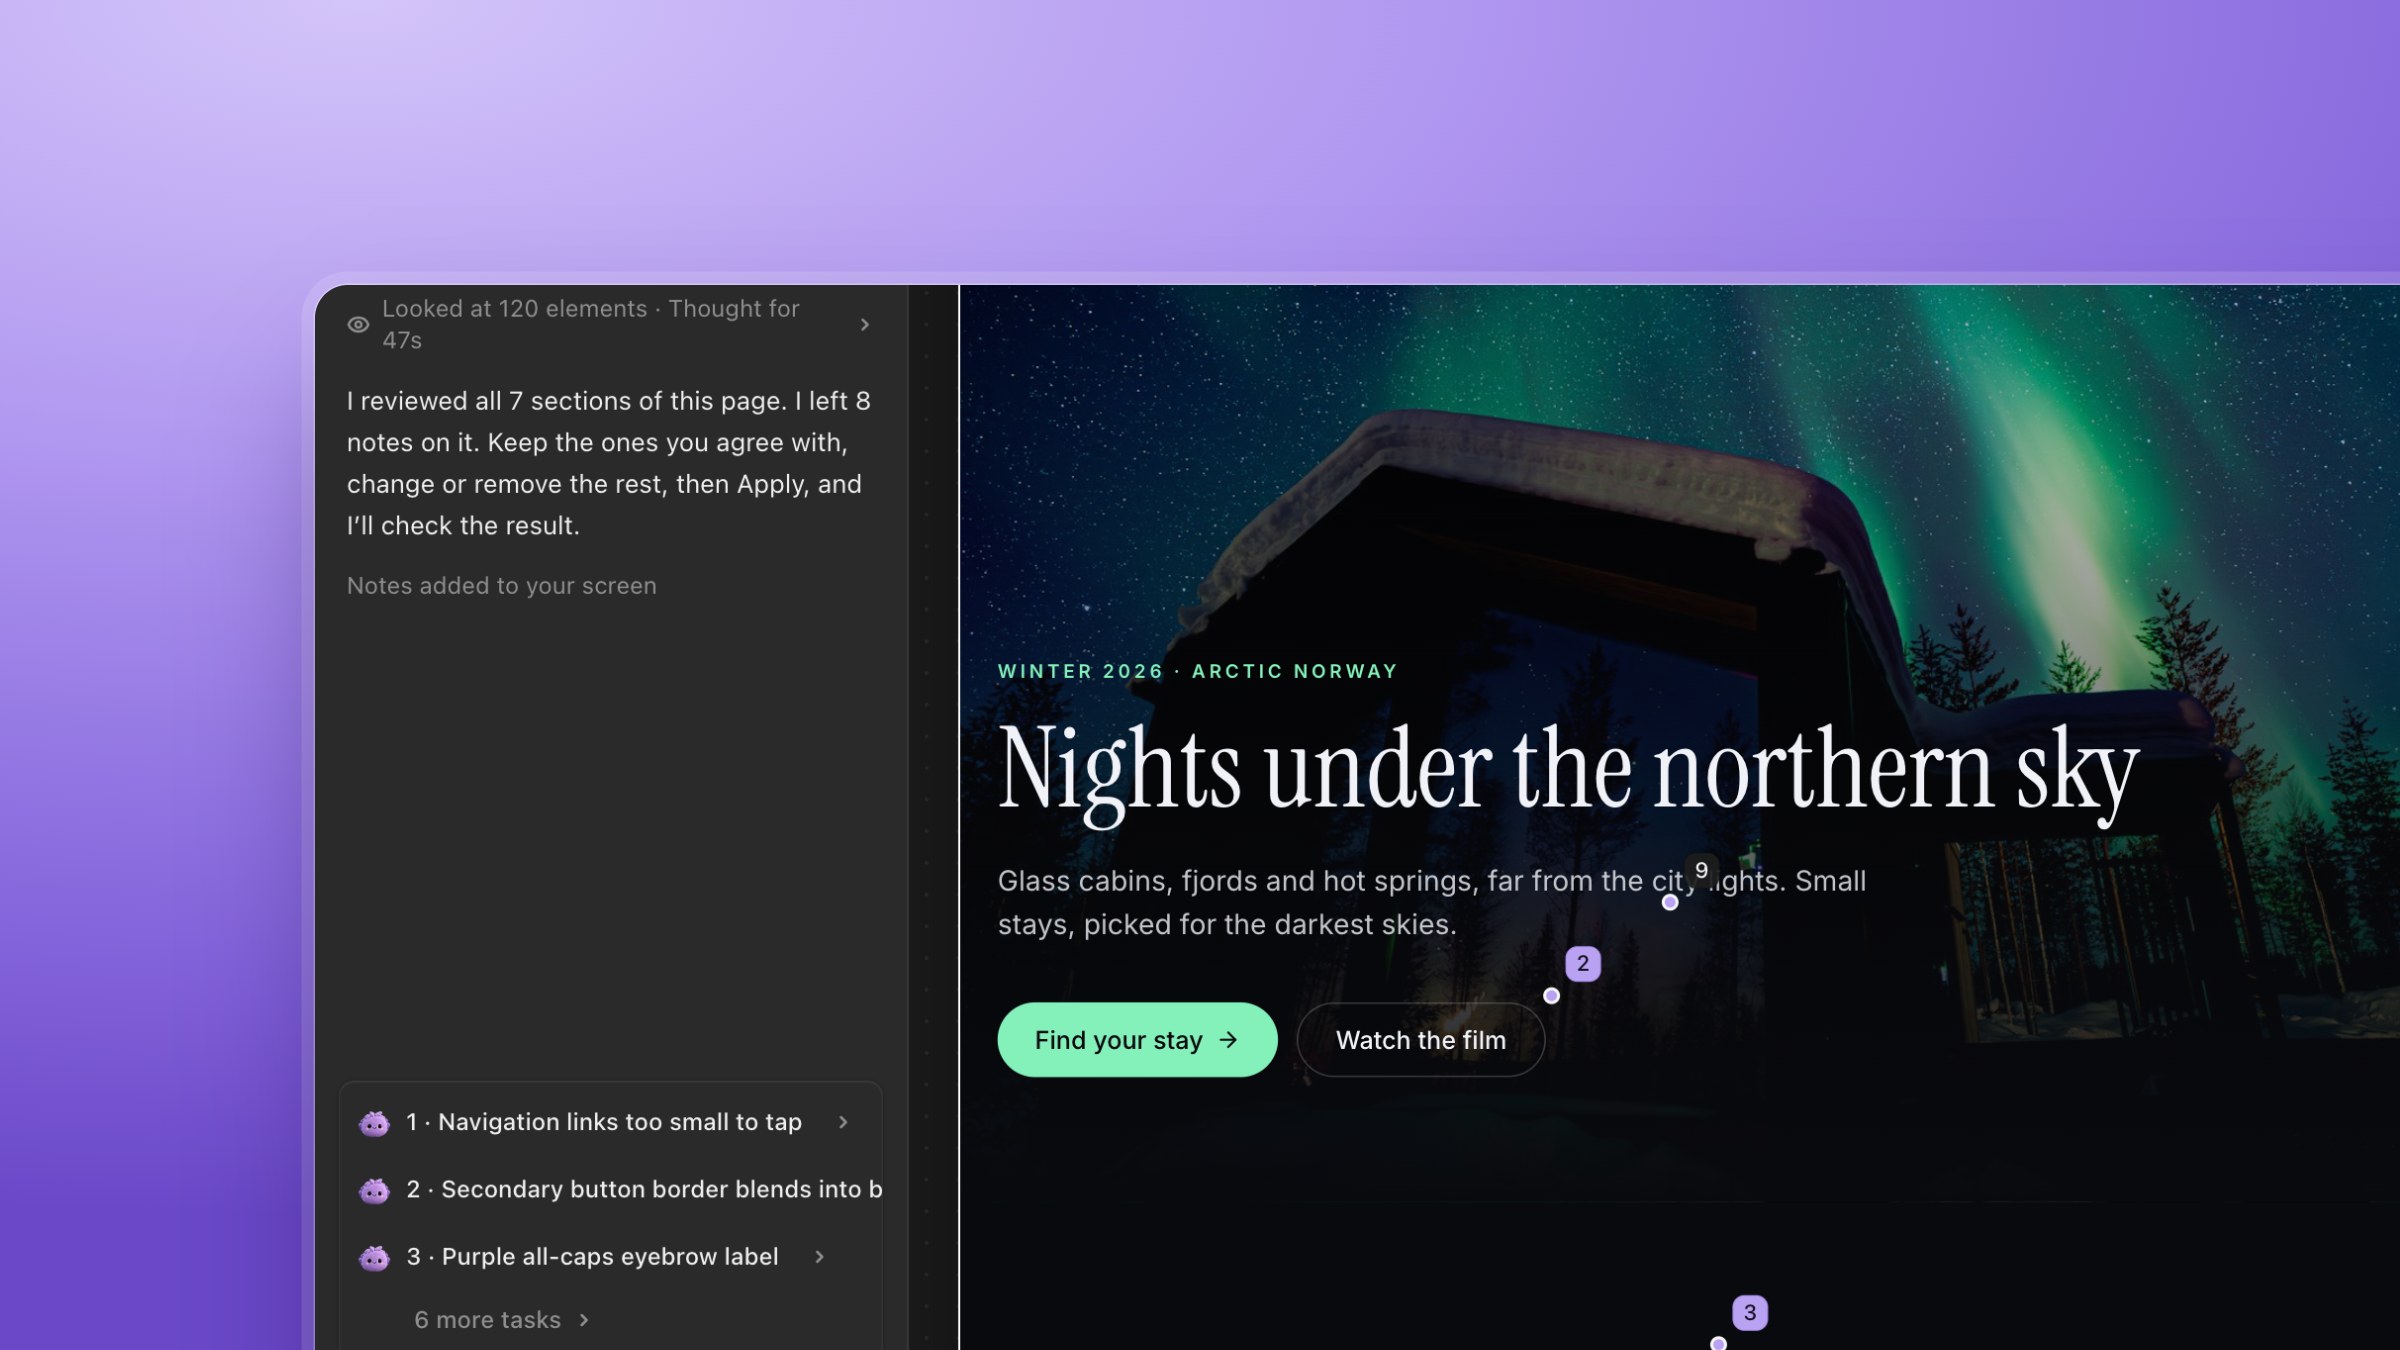 Looked at 120 elements · Thought for
47s
I reviewed all 7 sections of this page. I left 8
notes on it. Keep the ones you agree with,
change or remove the rest, then Apply, and
I’ll check the result.
Notes added to your screen
1 · Navigation links too small to tap
2 · Secondary button border blends into b
3 · Purple all-caps eyebrow label
6 more tasks
WINTER 2026 · ARCTIC NORWAY
Nights under the northern sky
Glass cabins, fjords and hot springs, far from the city lights. Small
stays, picked for the darkest skies.
9
2
Find your stay →
Watch the film
3